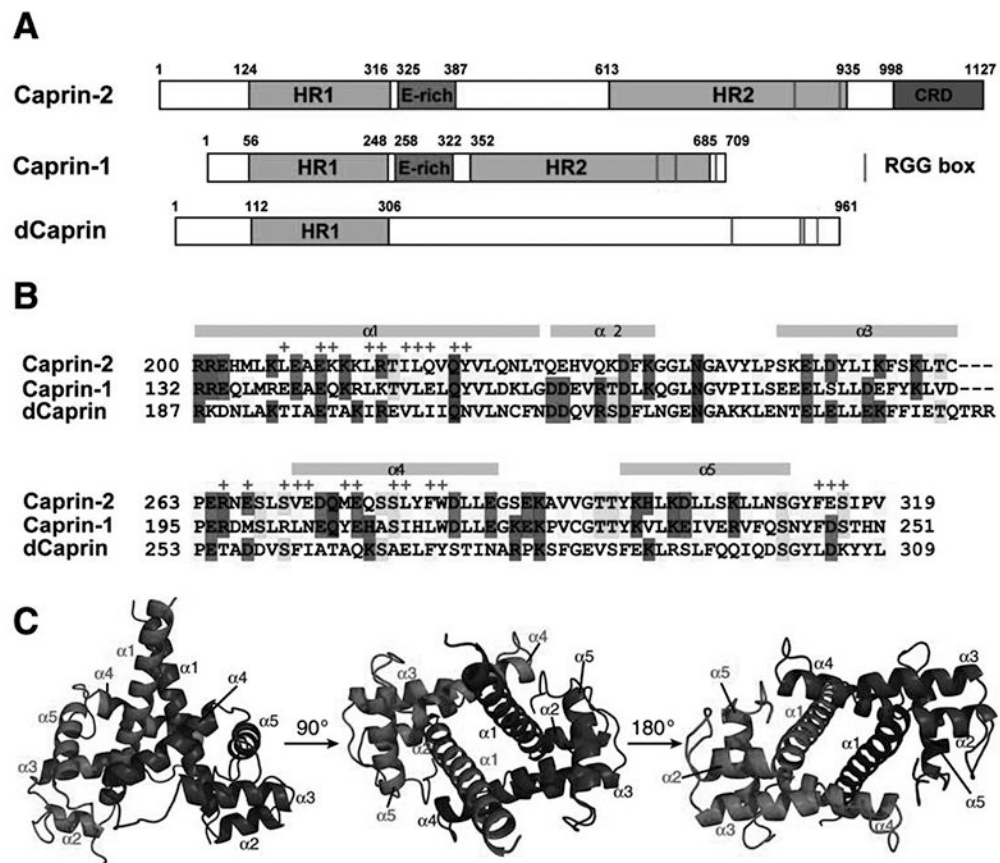 A
1 124 316 325 387 613 935 998 1127
Caprin-2 HR1 E-rich HR2 CRD
1 56 248 258 322 352 685 709
Caprin-1 HR1 E-rich HR2 RGG box
1 112 306 961
dCaprin HR1
B
α1 α 2 α3
+ ++ ++ +++ ++
Caprin-2 200 RREHMLKLEAEKKKLRTILQVQYVLQNLTQEHVQKDFKGGLNGAVYLPSKELDYLIKFSKLTC---
Caprin-1 132 RREQLMREEAEQKRLKTVLELQYVLDKLGDDEVRTDLKQGLNGVPILSEEELSLLDEFYKLVD---
dCaprin 187 RKDNLAKTIAETAKIREVLIIQNVLNCFNDDQVRSDFLNGENGAKKLENTELELLEKFFIETQTRR
α4 α5
+ + +++ ++ ++ ++ +++
Caprin-2 263 PERNESLSVEDQMEQSSLYFWDLLEGSEKAVVGTTYKHLKDLLSKLLNSGYFESIPV 319
Caprin-1 195 PERDMSLRLNEQYEHASIHLWDLLEGKEKPVCGTTYKVLKEIVERVFQSNYFDSTHN 251
dCaprin 253 PETADDVSFIATAQKSAELFYSTINARPKSFGEVSFEKLRSLFQQIQDSGYLDKYYL 309
C
α1 α1 α4 α4 α5 α5 α3 α3 α2 α2
90°
α4 α3 α5 α2 α2 α1 α1 α5 α4 α3
180°
α4 α3 α5 α1 α1 α2 α2 α5 α3 α4